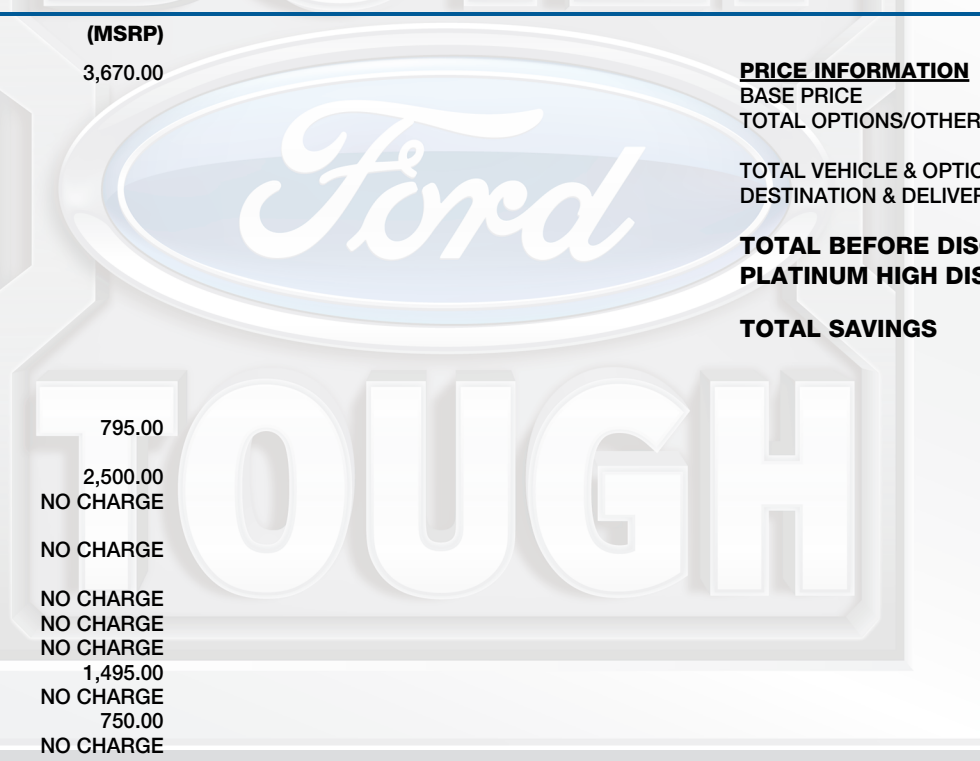 (MSRP)
3,670.00
795.00
2,500.00
NO CHARGE
NO CHARGE
NO CHARGE
NO CHARGE
NO CHARGE
1,495.00
NO CHARGE
750.00
NO CHARGE
PRICE INFORMATION
BASE PRICE
TOTAL OPTIONS/OTHER
TOTAL VEHICLE & OPTIO
DESTINATION & DELIVER
TOTAL BEFORE DIS
PLATINUM HIGH DIS
TOTAL SAVINGS
Ford
TOUGH